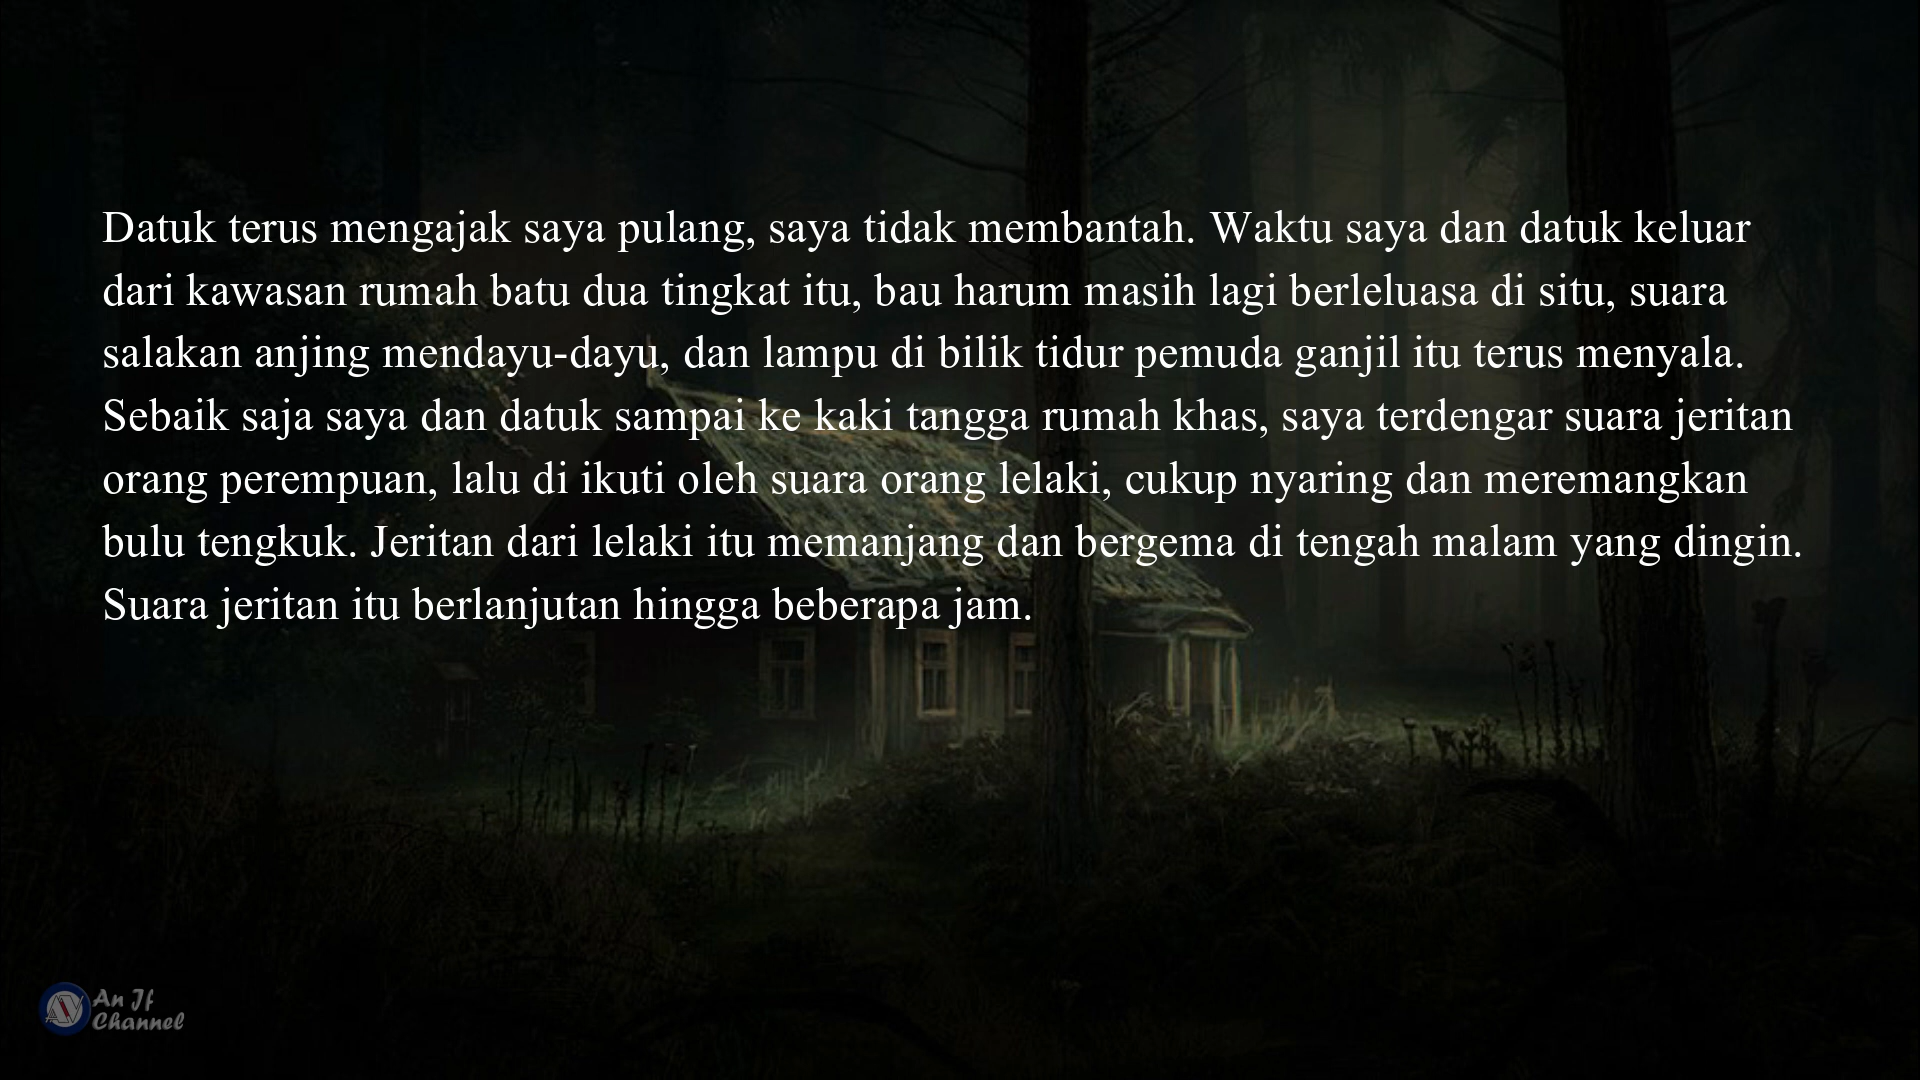 Datuk terus mengajak saya pulang, saya tidak membantah. Waktu saya dan datuk keluar
dari kawasan rumah batu dua tingkat itu, bau harum masih lagi berleluasa di situ, suara
salakan anjing mendayu-dayu, dan lampu di bilik tidur pemuda ganjil itu terus menyala.
Sebaik saja saya dan datuk sampai ke kaki tangga rumah khas, saya terdengar suara jeritan
orang perempuan, lalu di ikuti oleh suara orang lelaki, cukup nyaring dan meremangkan
bulu tengkuk. Jeritan dari lelaki itu memanjang dan bergema di tengah malam yang dingin.
Suara jeritan itu berlanjutan hingga beberapa jam.
An If
Channel